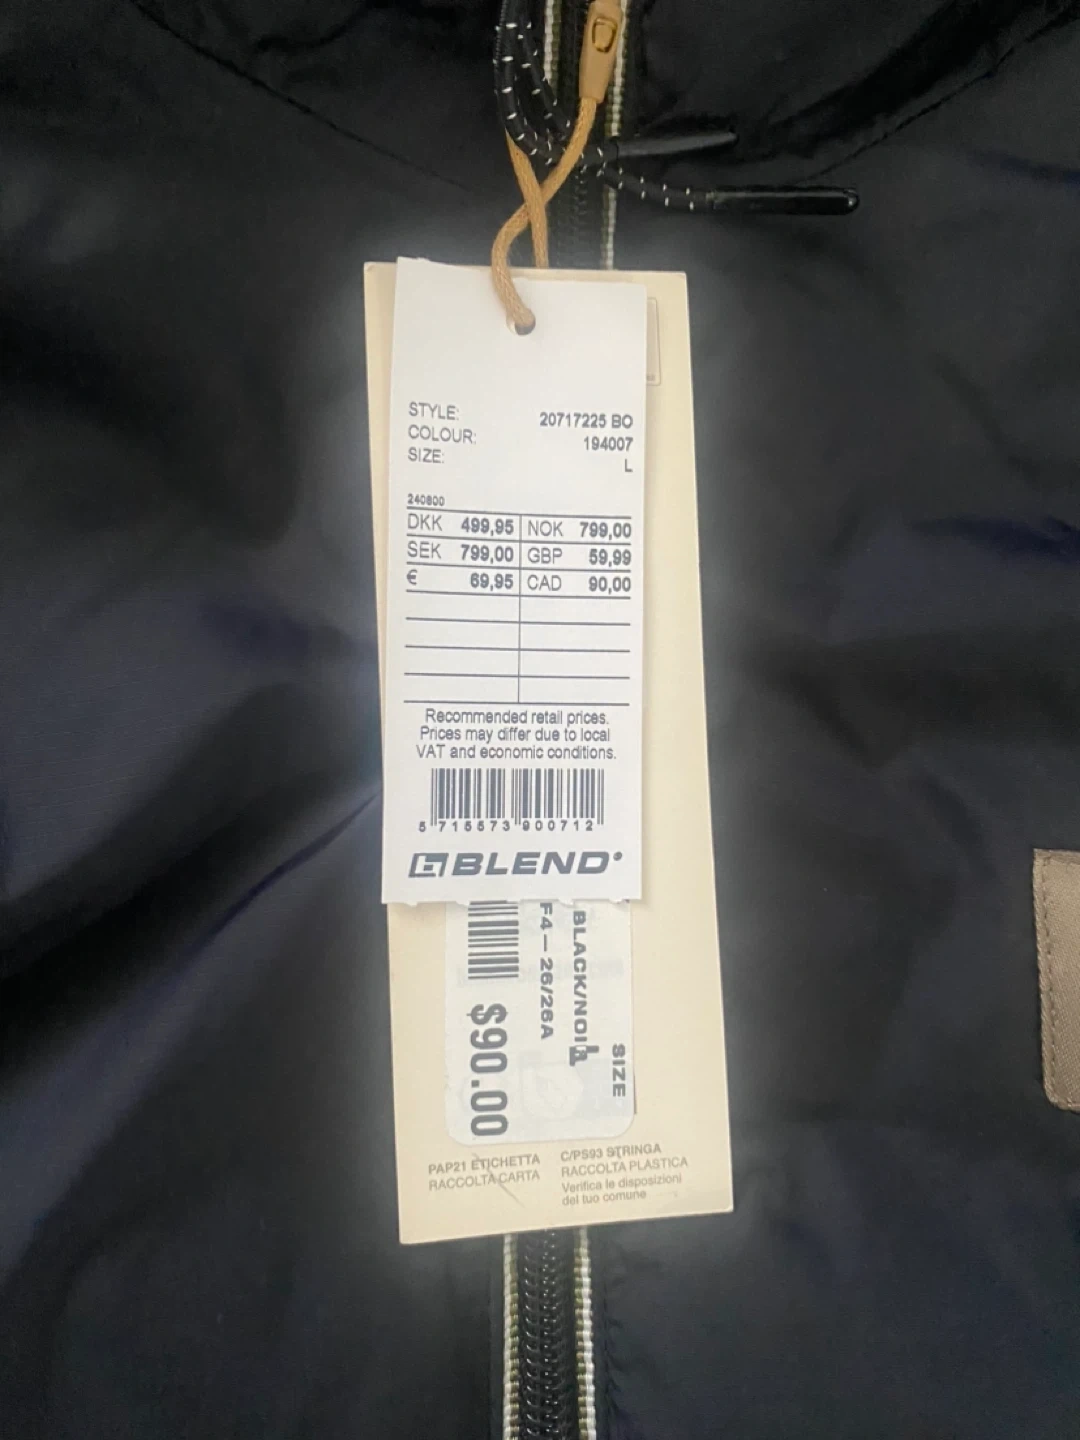 STYLE: 20717225 BO
COLOUR: 194007
SIZE: L
240800
DKK 499,95 NOK 799,00
SEK 799,00 GBP 59,99
€ 69,95 CAD 90,00
Recommended retail prices.
Prices may differ due to local
VAT and economic conditions.
5 715573 900712
BLEND
SIZE
BLACK/NOI
F4-26/26A
$90.00
PAP21 ETICHETTA
RACCOLTA CARTA
C/PS93 STRINGA
RACCOLTA PLASTICA
Verifica le disposizioni
del tuo comune